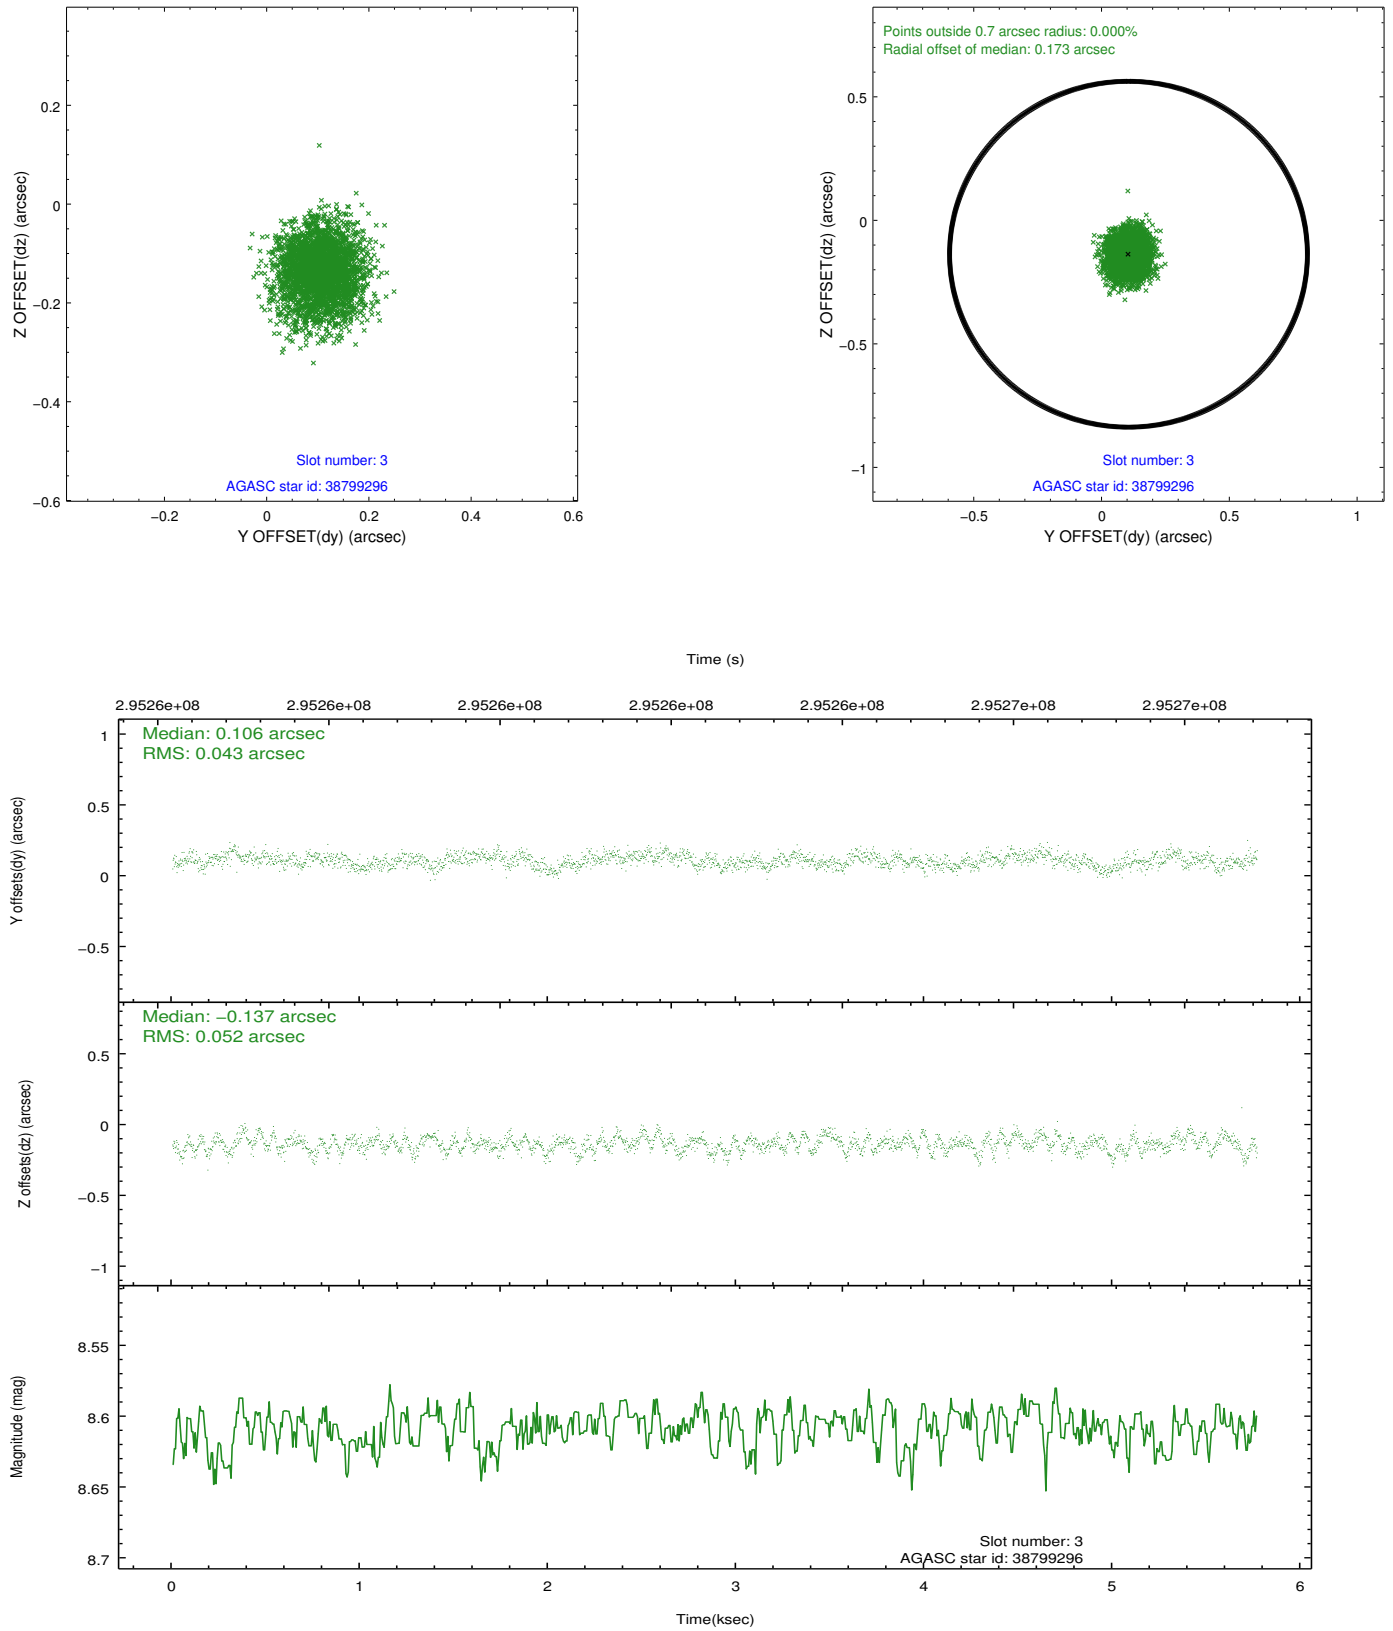 0.2
0
−0.2
−0.4
−0.6
Z OFFSET(dz) (arcsec)
−0.2
0
0.2
0.4
0.6
Y OFFSET(dy) (arcsec)
Slot number: 3
AGASC star id: 38799296
Points outside 0.7 arcsec radius: 0.000%
Radial offset of median: 0.173 arcsec
0.5
0
−0.5
−1
Z OFFSET(dz) (arcsec)
Slot number: 3
AGASC star id: 38799296
−0.5
0
0.5
1
Y OFFSET(dy) (arcsec)
Time (s)
2.9526e+08
2.9526e+08
2.9526e+08
2.9526e+08
2.9526e+08
2.9527e+08
2.9527e+08
Median: 0.106 arcsec
RMS: 0.043 arcsec
1
0.5
0
−0.5
Y offsets(dy) (arcsec)
Median: −0.137 arcsec
RMS: 0.052 arcsec
0.5
0
−0.5
−1
Z offsets(dz) (arcsec)
8.55
8.6
8.65
8.7
Magnitude (mag)
Slot number: 3
AGASC star id: 38799296
0
1
2
3
4
5
6
Time(ksec)